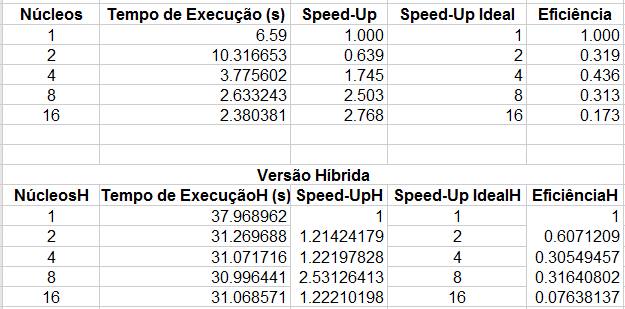 Núcleos Tempo de Execução (s) Speed-Up Speed-Up Ideal Eficiência
1 6.59 1.000 1 1.000
2 10.316653 0.639 2 0.319
4 3.775602 1.745 4 0.436
8 2.633243 2.503 8 0.313
16 2.380381 2.768 16 0.173
Versão Híbrida
NúcleosH Tempo de ExecuçãoH (s) Speed-UpH Speed-Up IdealH EficiênciaH
1 37.968962 1 1 1
2 31.269688 1.21424179 2 0.6071209
4 31.071716 1.22197828 4 0.30549457
8 30.996441 2.53126413 8 0.31640802
16 31.068571 1.22210198 16 0.07638137